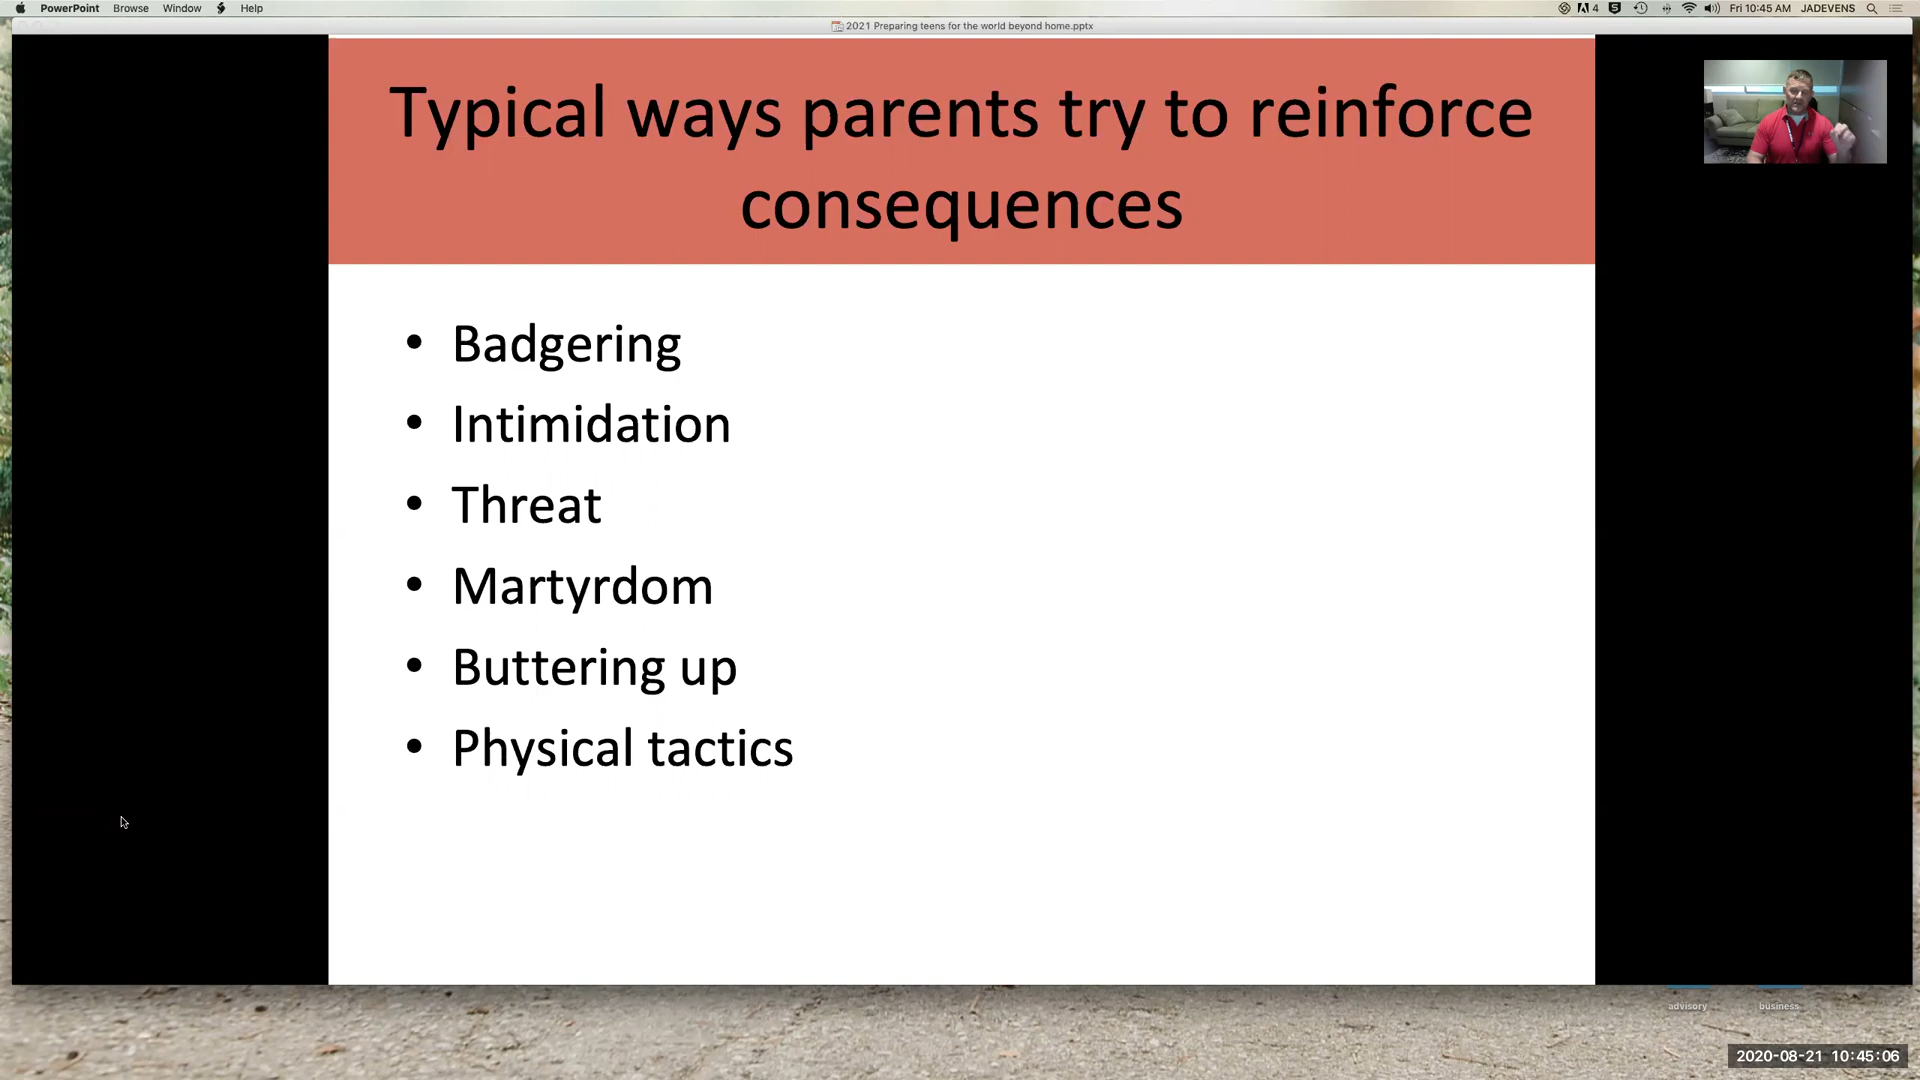 PowerPoint Browse Window Help
4
Fri 10:45 AM JADEVENS
2021 Preparing teens for the world beyond home.pptx
Typical ways parents try to reinforce
consequences
• Badgering
• Intimidation
• Threat
• Martyrdom
• Buttering up
• Physical tactics
advisory business
2020-08-21 10:45:06